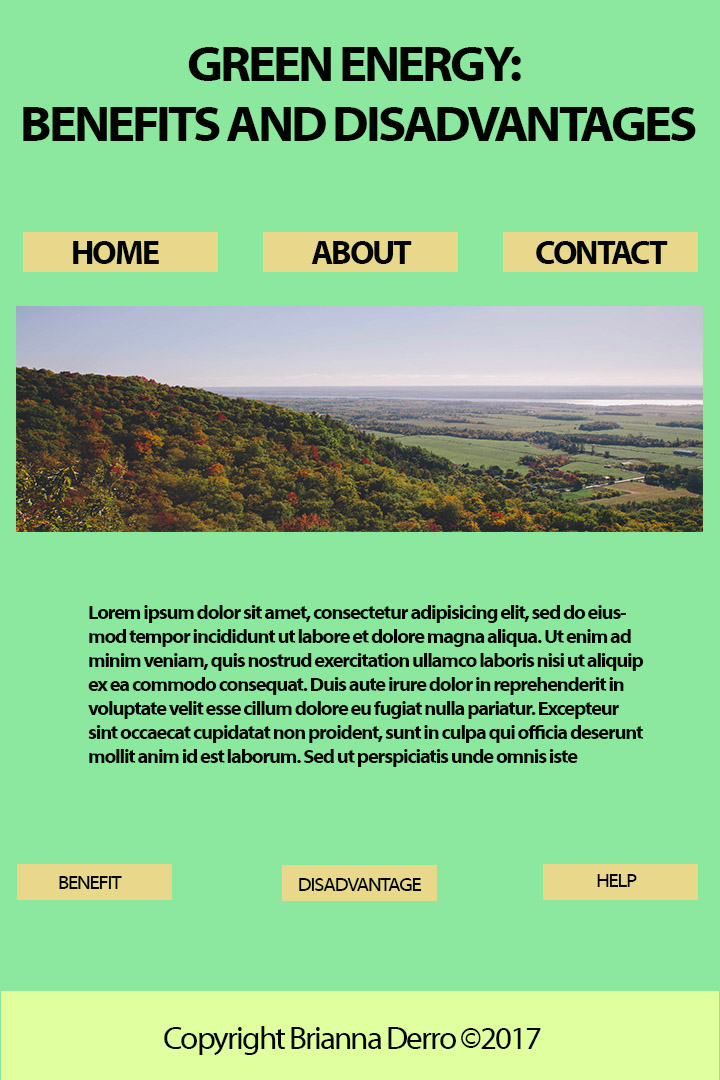 GREEN ENERGY:
BENEFITS AND DISADVANTAGES
HOME ABOUT CONTACT
Lorem ipsum dolor sit amet, consectetur adipisicing elit, sed do eius-
mod tempor incididunt ut labore et dolore magna aliqua. Ut enim ad
minim veniam, quis nostrud exercitation ullamco laboris nisi ut aliquip
ex ea commodo consequat. Duis aute irure dolor in reprehenderit in
voluptate velit esse cillum dolore eu fugiat nulla pariatur. Excepteur
sint occaecat cupidatat non proident, sunt in culpa qui officia deserunt
mollit anim id est laborum. Sed ut perspiciatis unde omnis iste
BENEFIT DISADVANTAGE HELP
Copyright Brianna Derro ©2017